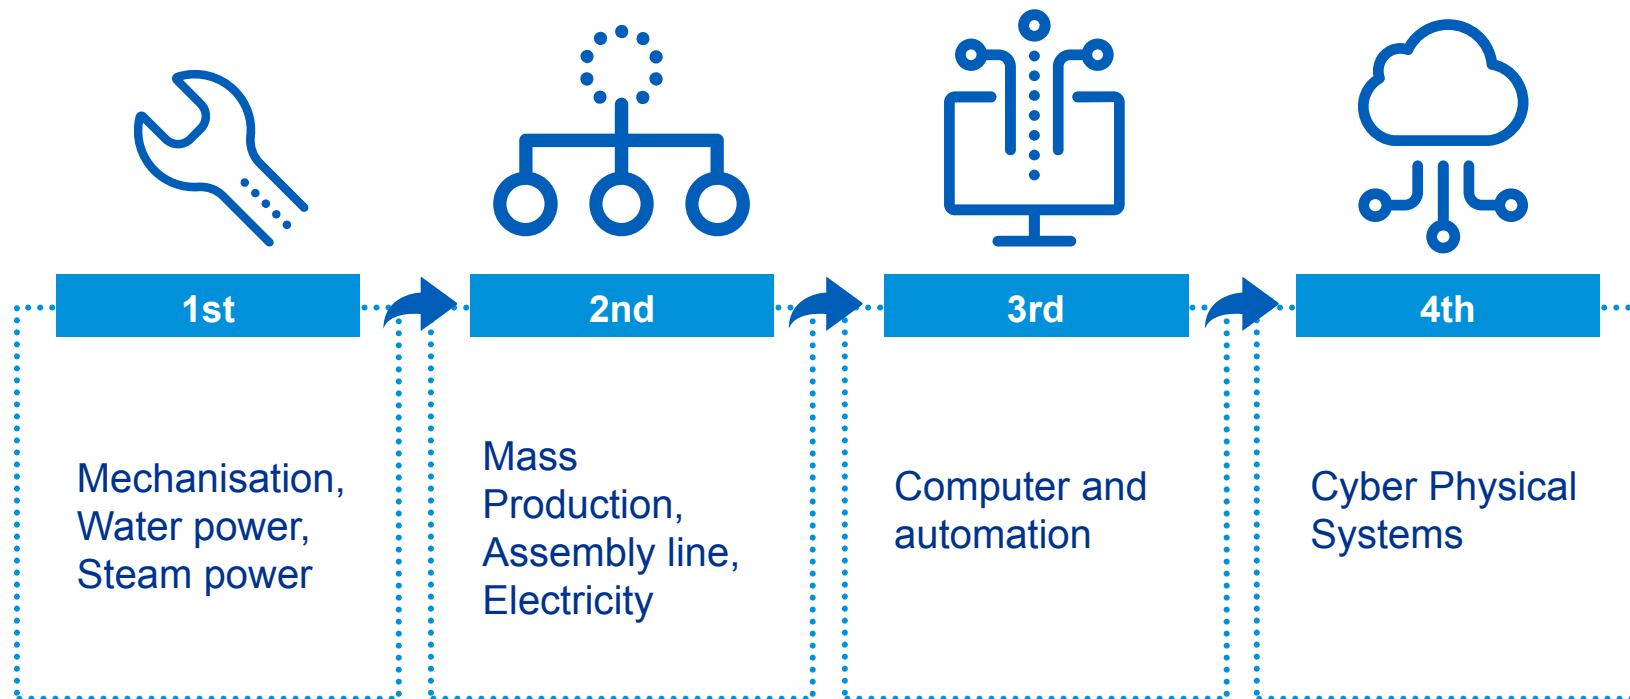 1st
Mechanisation,
Water power,
Steam power
2nd
Mass
Production,
Assembly line,
Electricity
3rd
Computer and
automation
4th
Cyber Physical
Systems